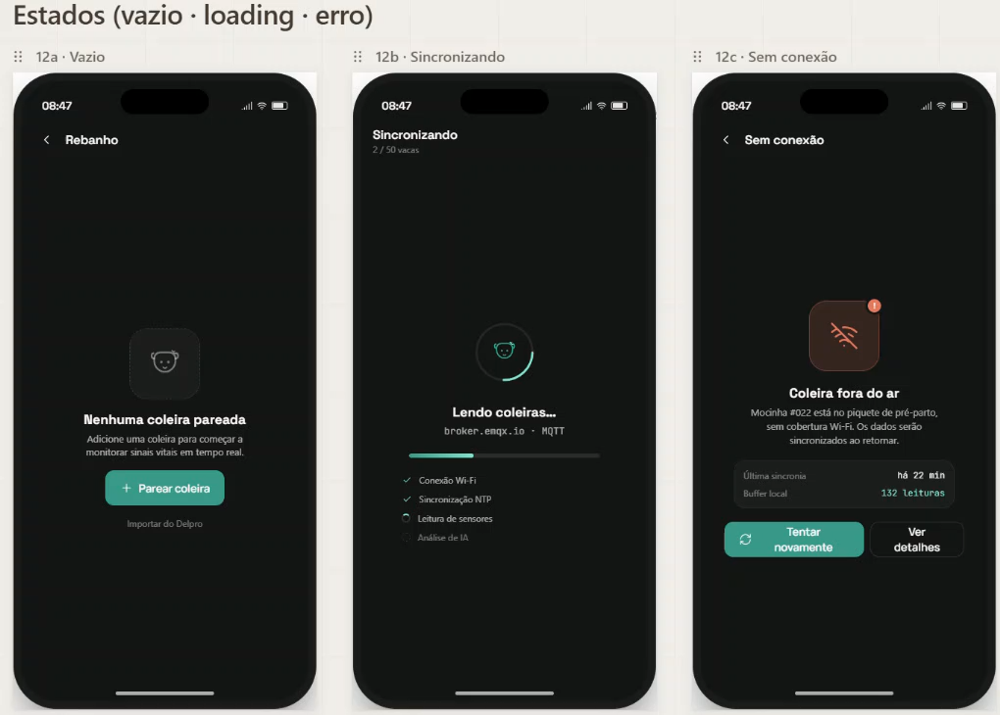 Estados (vazio · loading · erro)
12a · Vazio
08:47
Rebanho
Nenhuma coleira pareada
Adicione uma coleira para começar a
monitorar sinais vitais em tempo real.
+ Parear coleira
Importar do Delpro
12b · Sincronizando
08:47
Sincronizando
2 / 50 vacas
Lendo coleiras...
broker.emqx.io · MQTT
Conexão Wi-Fi
Sincronização NTP
Leitura de sensores
Análise de IA
12c · Sem conexão
08:47
Sem conexão
!
Coleira fora do ar
Mocinha #022 está no piquete de pré-parto,
sem cobertura Wi-Fi. Os dados serão
sincronizados ao retornar.
Última sincronia há 22 min
Buffer local 132 leituras
Tentar
novamente
Ver
detalhes